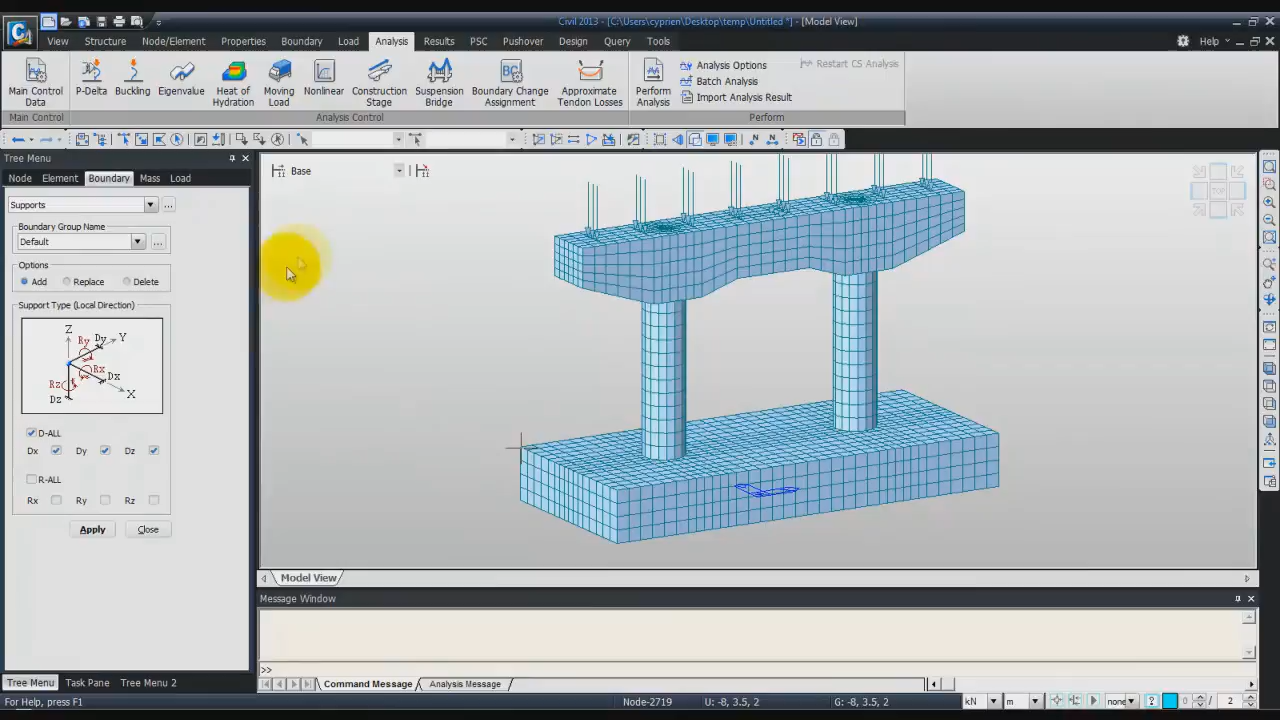 Civil 2013 - [C:\Users\cyprien\Desktop\temp\Untitled *] - [Model View]
View Structure Node/Element Properties Boundary Load Analysis Results PSC Pushover Design Query Tools Help
Main Control Data
P-Delta
Buckling
Eigenvalue
Heat of Hydration
Moving Load
Nonlinear
Construction Stage
Suspension Bridge
Boundary Change Assignment
Approximate Tendon Losses
Perform Analysis
Analysis Options
Batch Analysis
Import Analysis Result
Restart CS Analysis
Main Control
Analysis Control
Perform
Tree Menu
Node Element Boundary Mass Load
Supports
...
Boundary Group Name
Default
...
Options
Add Replace Delete
Support Type (Local Direction)
Z
Ry
Dy
Y
Rx
Dx
Rz
Dz
X
D-ALL
Dx Dy Dz
R-ALL
Rx Ry Rz
Apply Close
Base
TOP
Model View
Message Window
>>
Command Message Analysis Message
Tree Menu Task Pane Tree Menu 2
For Help, press F1
Node-2719
U: -8, 3.5, 2
G: -8, 3.5, 2
kN
m
none
?
0 / 2